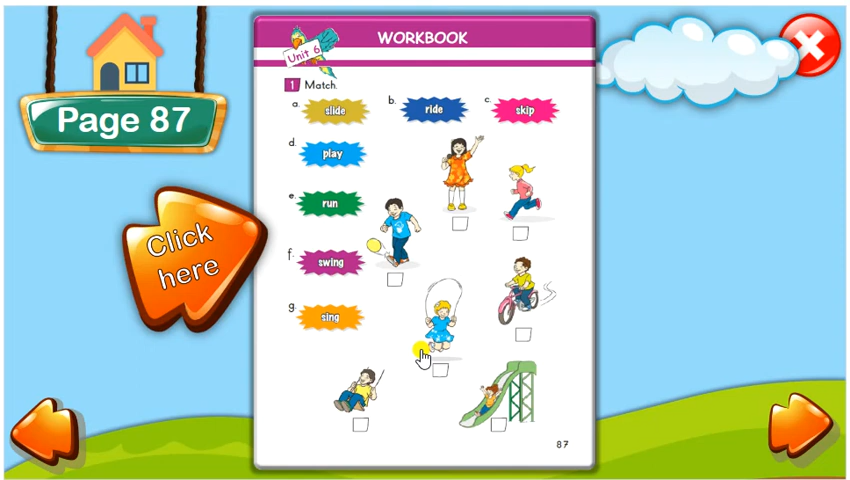 WORKBOOK
Unit 6
Page 87
1 Match.
a. slide
b. ride
c. skip
d. play
e. run
f. swing
g. sing
Click
here
87